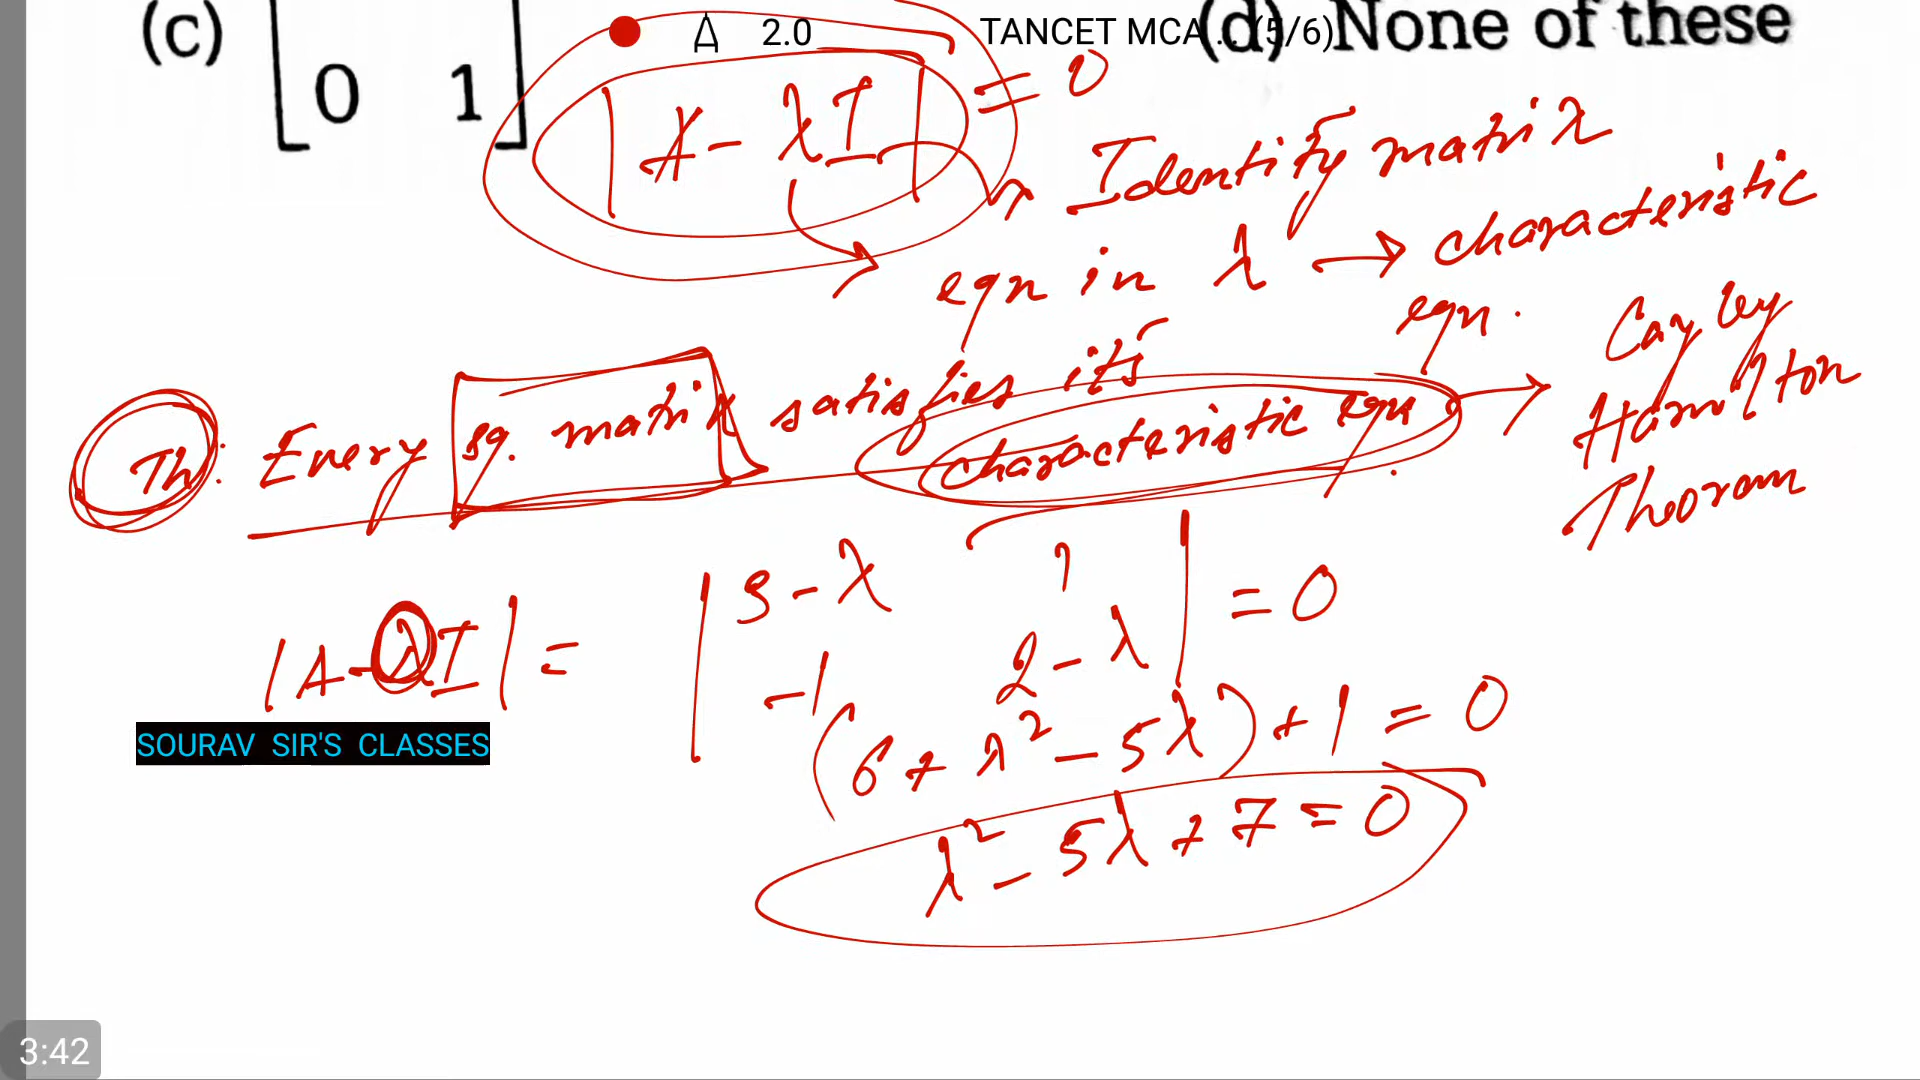 (c) [ 0 1 ]
Δ 2.0 TANCET MCA... (5/6)
(d) None of these
| A - λI | = 0
Identity matrix
eqn in λ → characteristic
eqn.
Cayley
Hamilton
Theorem
Th: Every sq. matrix satisfies its
characteristic eqn.
|A-λI| = | 3-λ 1 | = 0
-1 2-λ
(6 + λ² - 5λ) + 1 = 0
λ² - 5λ + 7 = 0
SOURAV SIR'S CLASSES
3:42